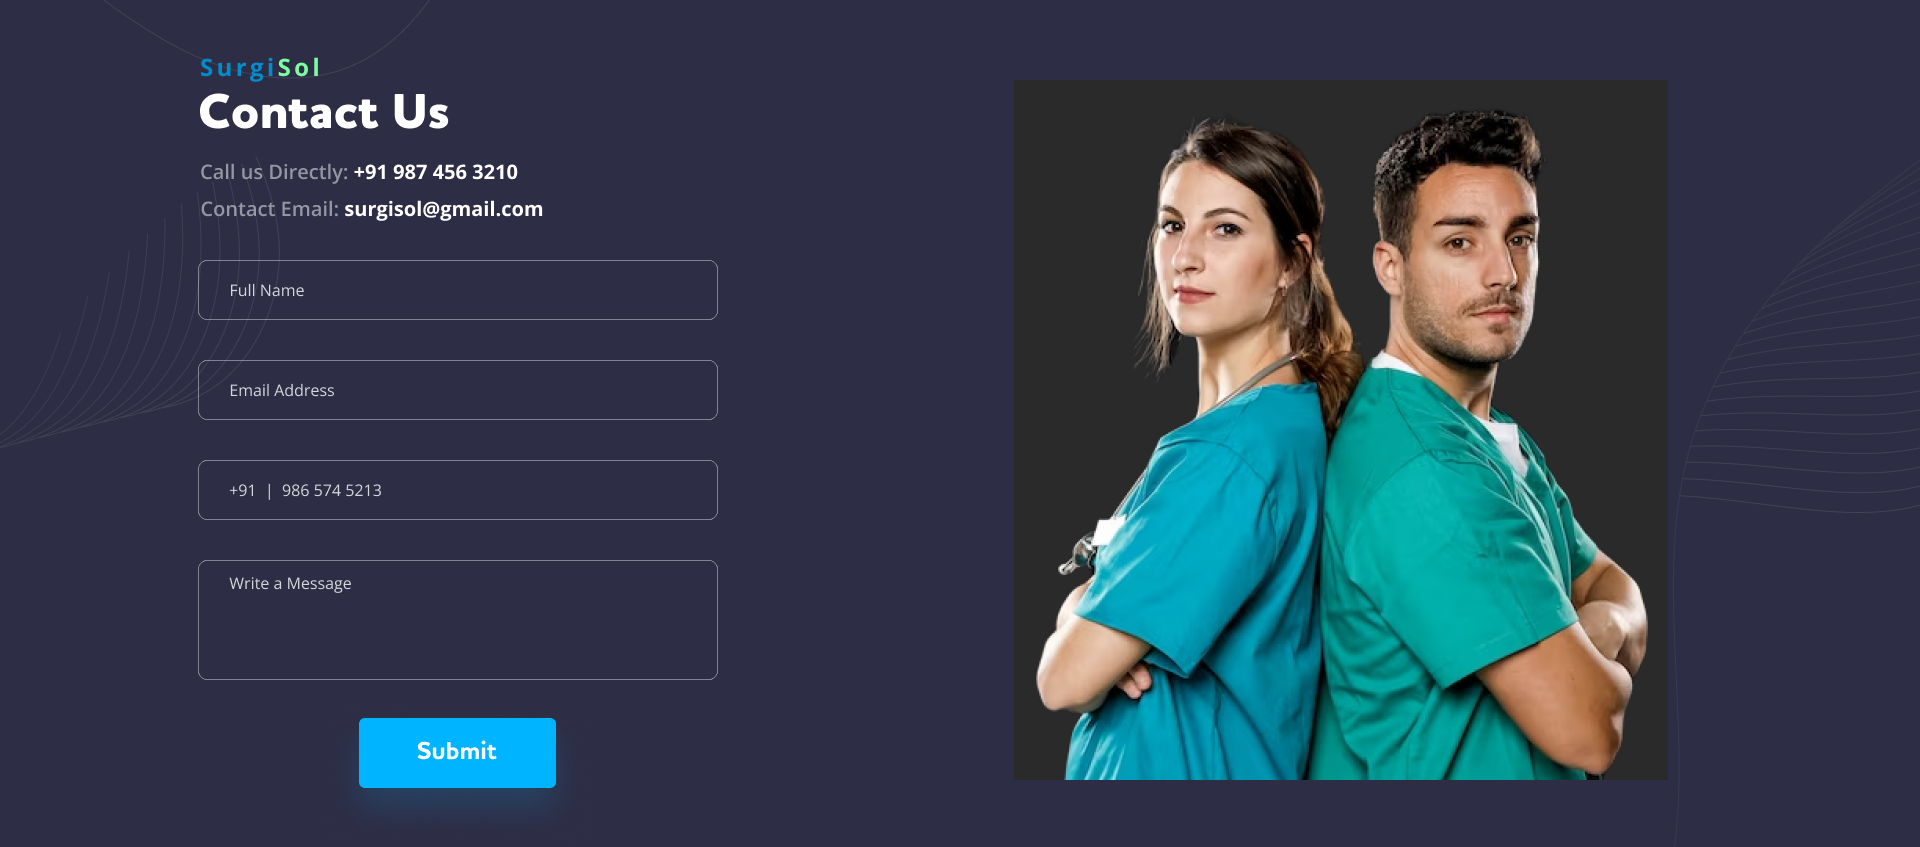 SurgiSol
Contact Us
Call us Directly: +91 987 456 3210
Contact Email: surgisol@gmail.com
Full Name
Email Address
+91 | 986 574 5213
Write a Message
Submit